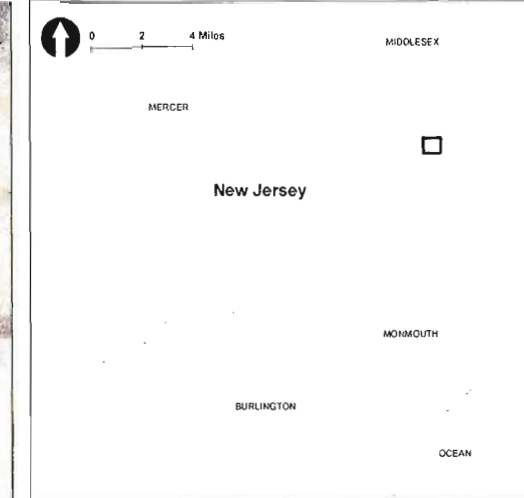 0 2 4 Miles
MIDDLESEX
MERCER
New Jersey
MONMOUTH
BURLINGTON
OCEAN